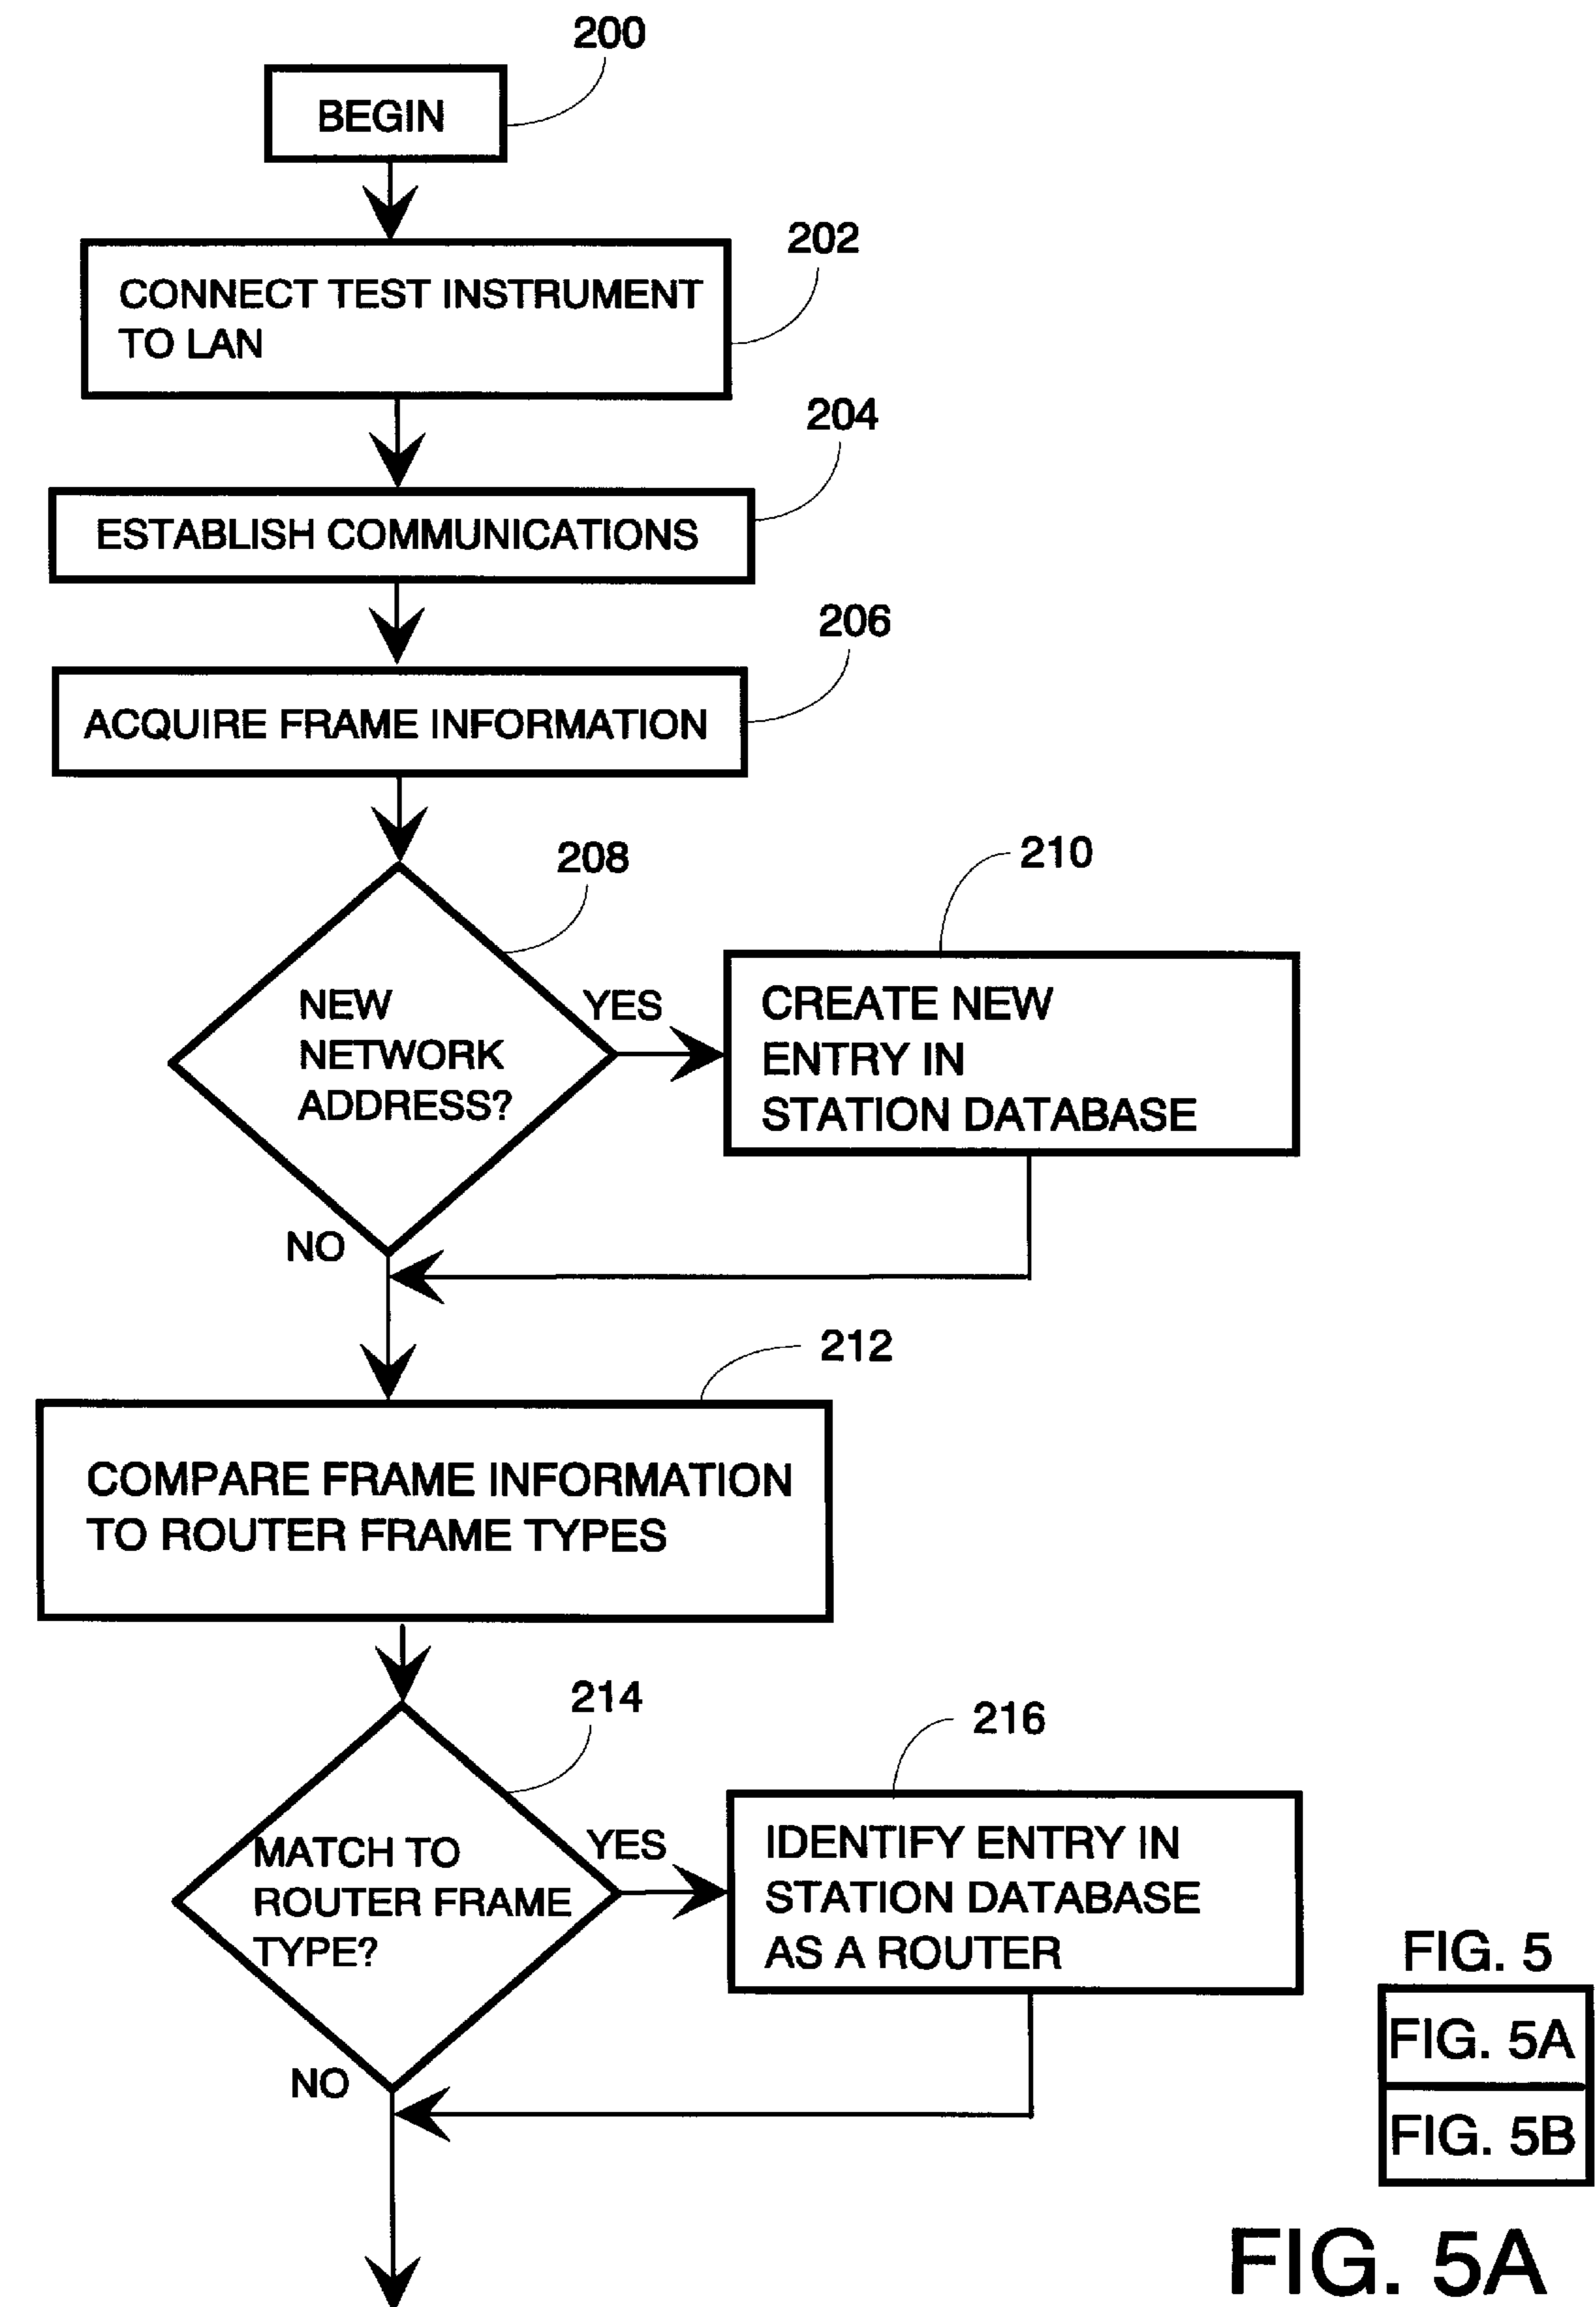 200
BEGIN
202
CONNECT TEST INSTRUMENT
TO LAN
204
ESTABLISH COMMUNICATIONS
206
ACQUIRE FRAME INFORMATION
208
NEW
NETWORK
ADDRESS?
YES
210
CREATE NEW
ENTRY IN
STATION DATABASE
NO
212
COMPARE FRAME INFORMATION
TO ROUTER FRAME TYPES
214
MATCH TO
ROUTER FRAME
TYPE?
YES
216
IDENTIFY ENTRY IN
STATION DATABASE
AS A ROUTER
NO
FIG. 5
FIG. 5A
FIG. 5B
FIG. 5A